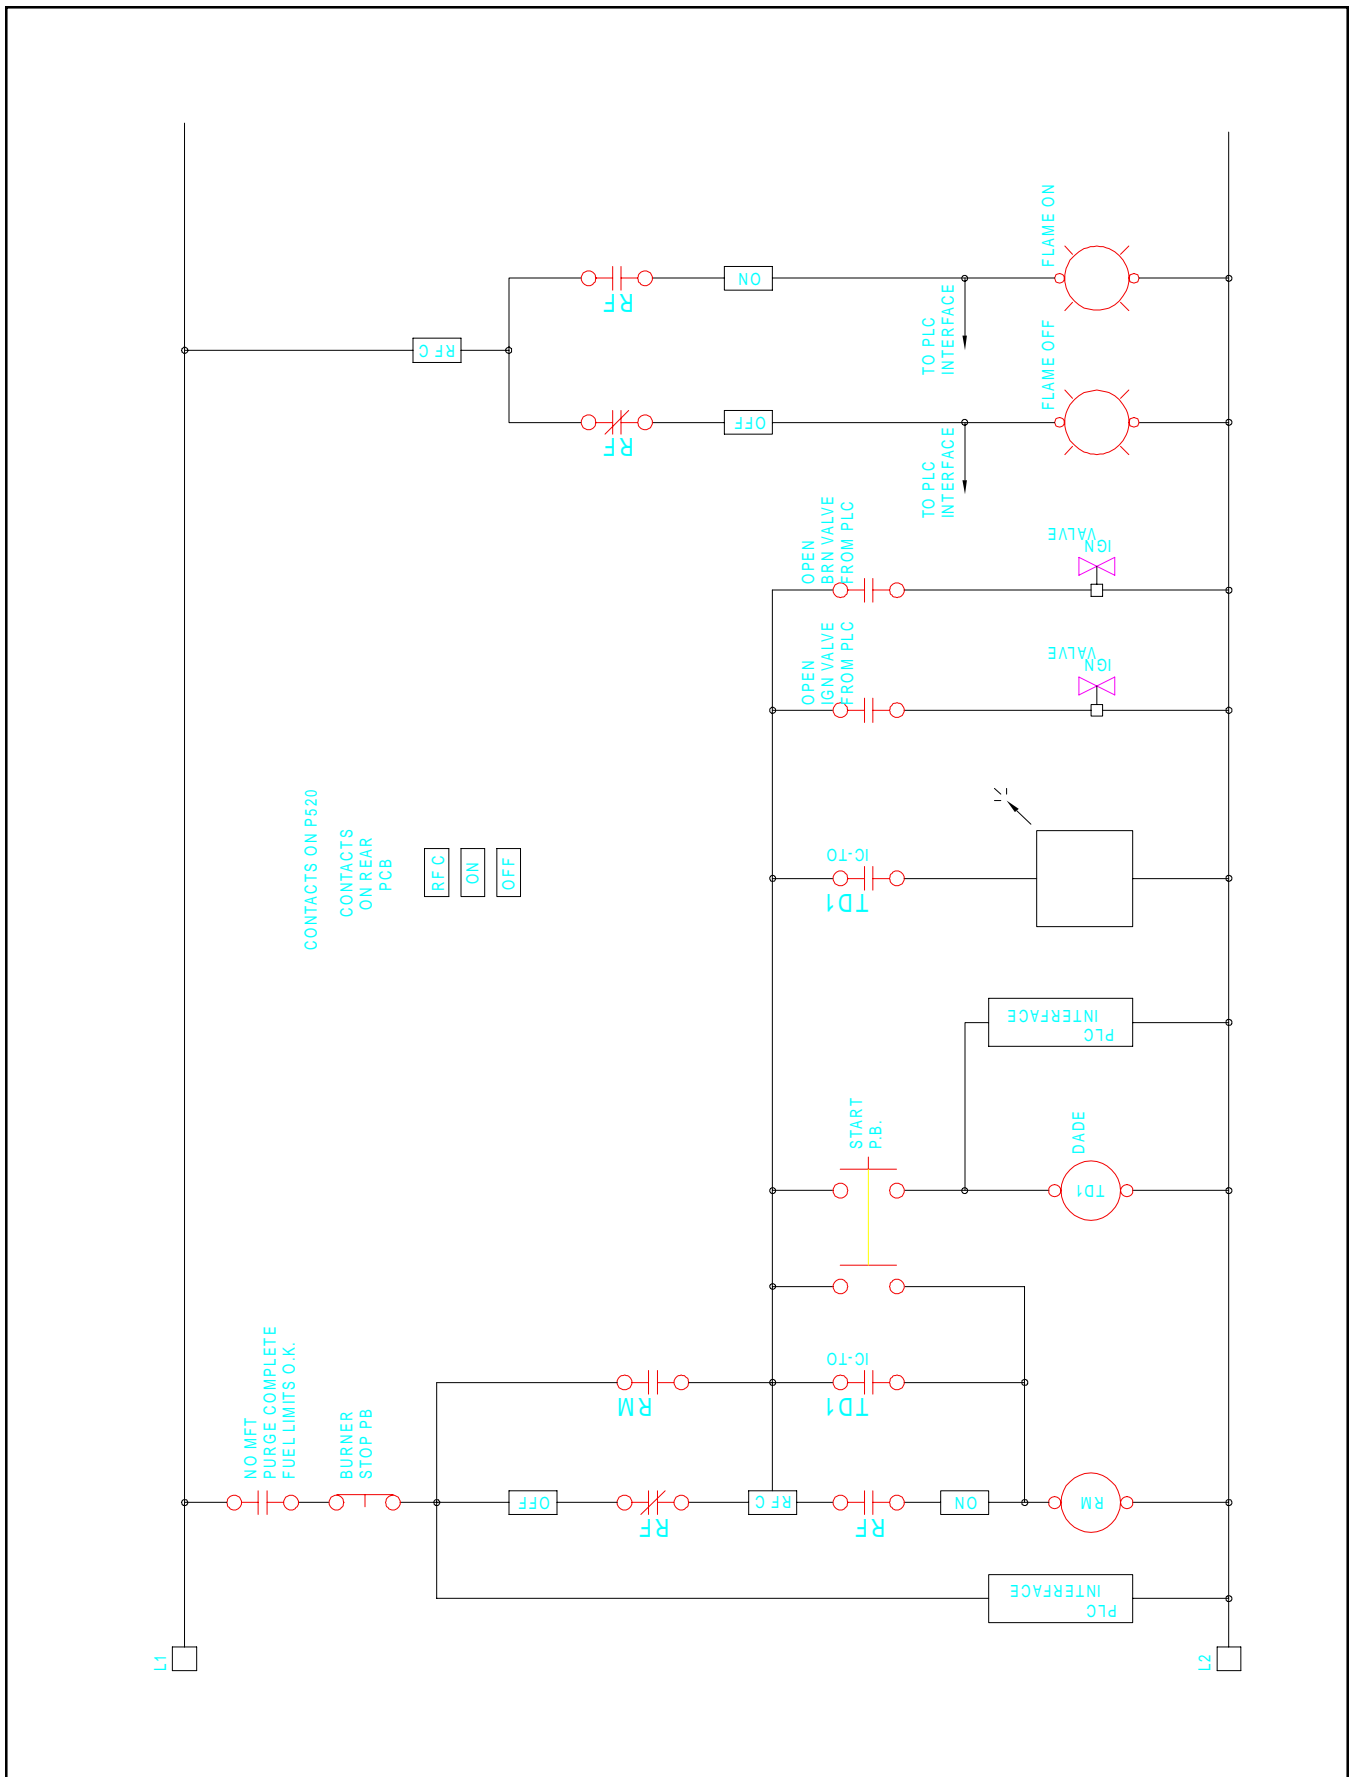 L1
NO MFT
PURGE COMPLETE
FUEL LIMITS O.K.
BURNER
STOP PB
OFF
RF
RFC
RF
ON
RM
PLC
INTERFACE
RM
TD1
IC-TO
START
P.B.
TD1
DADE
PLC
INTERFACE
TD1
IC-TO
CONTACTS ON P520
CONTACTS
ON REAR
PCB
RFC
ON
OFF
OPEN
IGN VALVE
FROM PLC
IGN
VALVE
OPEN
BRN VALVE
FROM PLC
IGN
VALVE
RFC
RF
OFF
TO PLC
INTERFACE
FLAME OFF
RF
ON
TO PLC
INTERFACE
FLAME ON
L2